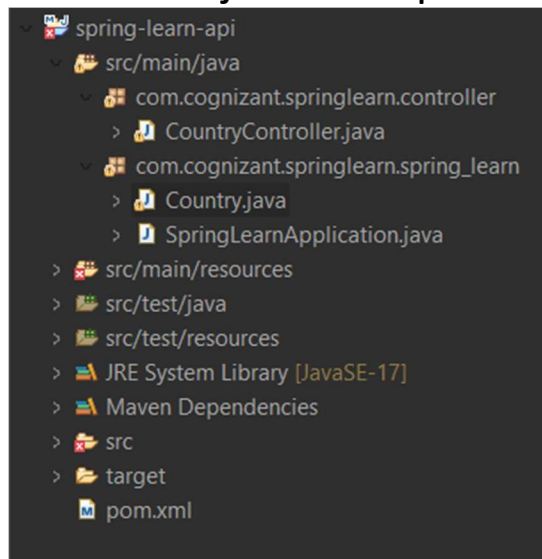 spring-learn-api
src/main/java
com.cognizant.springlearn.controller
CountryController.java
com.cognizant.springlearn.spring_learn
Country.java
SpringLearnApplication.java
src/main/resources
src/test/java
src/test/resources
JRE System Library [JavaSE-17]
Maven Dependencies
src
target
pom.xml